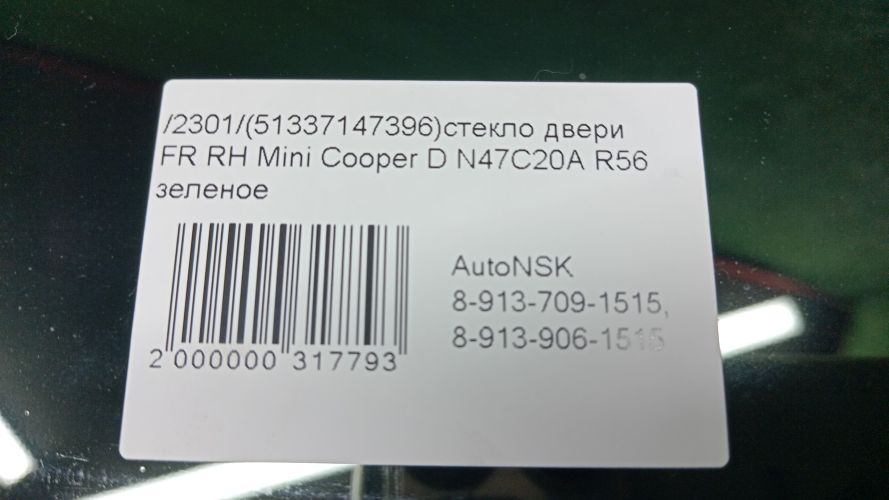 /2301/(51337147396)стекло двери
FR RH Mini Cooper D N47C20A R56
зеленое
AutoNSK
8-913-709-1515,
8-913-906-1515
2 000000 317793